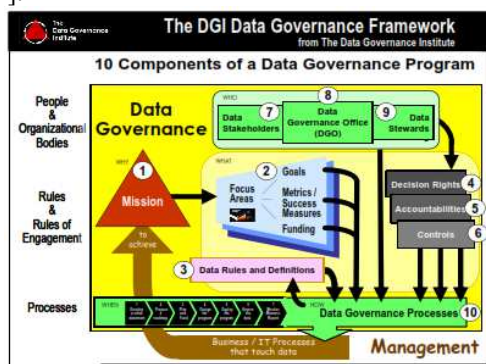 The
Data Governance
Institute
The DGI Data Governance Framework
from The Data Governance Institute
10 Components of a Data Governance Program
People
&
Organizational
Bodies
Rules
&
Rules of
Engagement
Processes
Data
Governance
WHO
7
8
9
Data
Stakeholders
Data
Governance Office
(DGO)
Data
Stewards
WHY
1
Mission
WHAT
2
Focus
Areas
Goals
Metrics /
Success
Measures
Funding
Decision Rights
4
Accountabilities
5
Controls
6
to
achieve
3
Data Rules and Definitions
WHEN
HOW
Data Governance Processes
10
Business / IT Processes
that touch data
Management